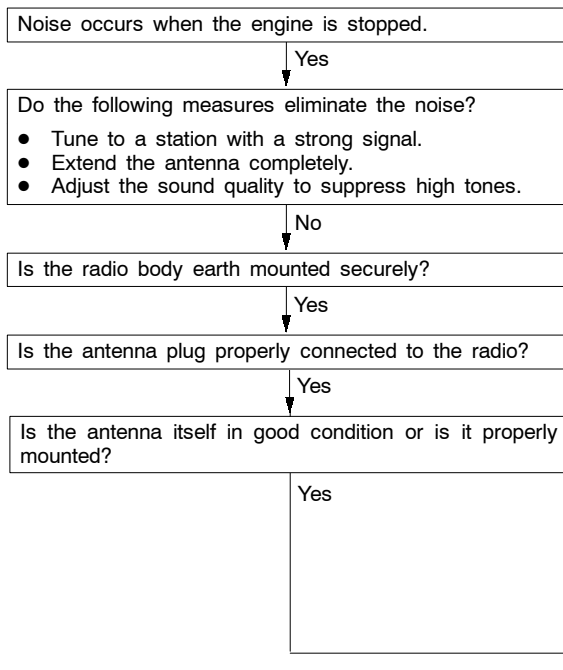 Noise occurs when the engine is stopped.
Yes
Do the following measures eliminate the noise?
● Tune to a station with a strong signal.
● Extend the antenna completely.
● Adjust the sound quality to suppress high tones.
No
Is the radio body earth mounted securely?
Yes
Is the antenna plug properly connected to the radio?
Yes
Is the antenna itself in good condition or is it properly
mounted?
Yes